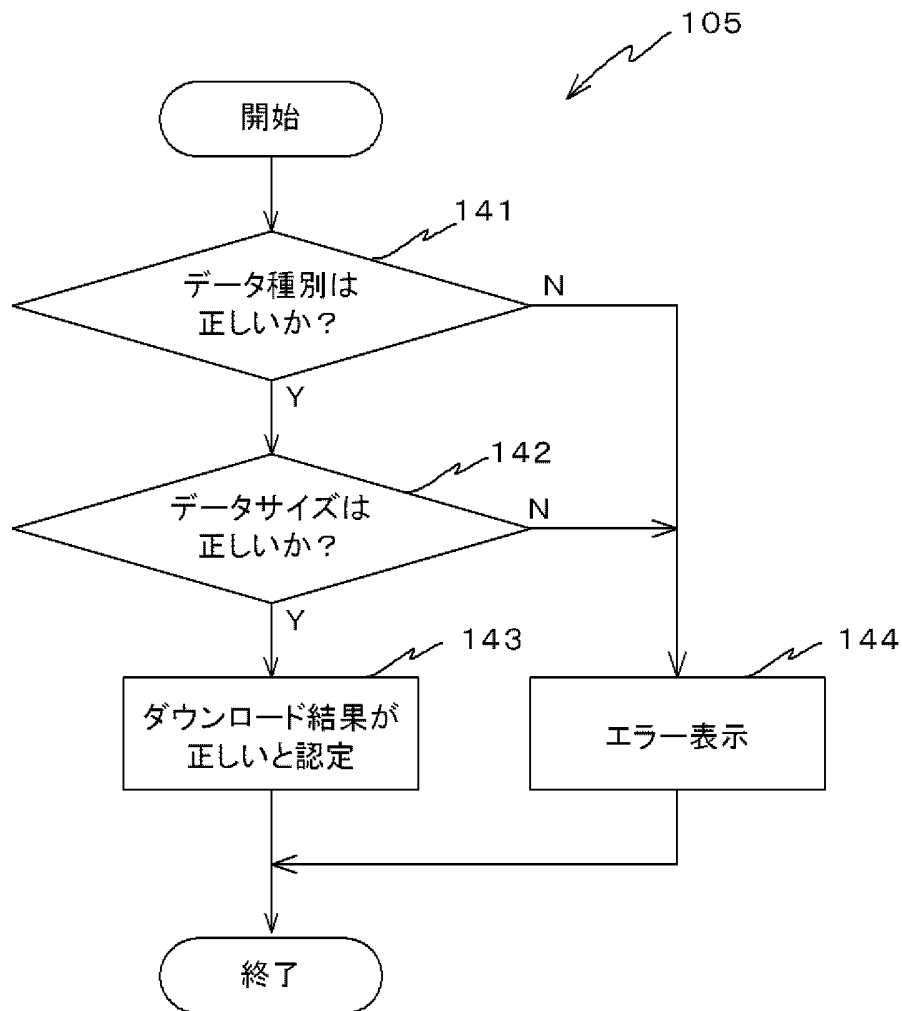 105
開始
141
データ種別は
正しいか?
N
Y
142
データサイズは
正しいか?
N
Y
143
ダウンロード結果が
正しいと認定
144
エラー表示
終了